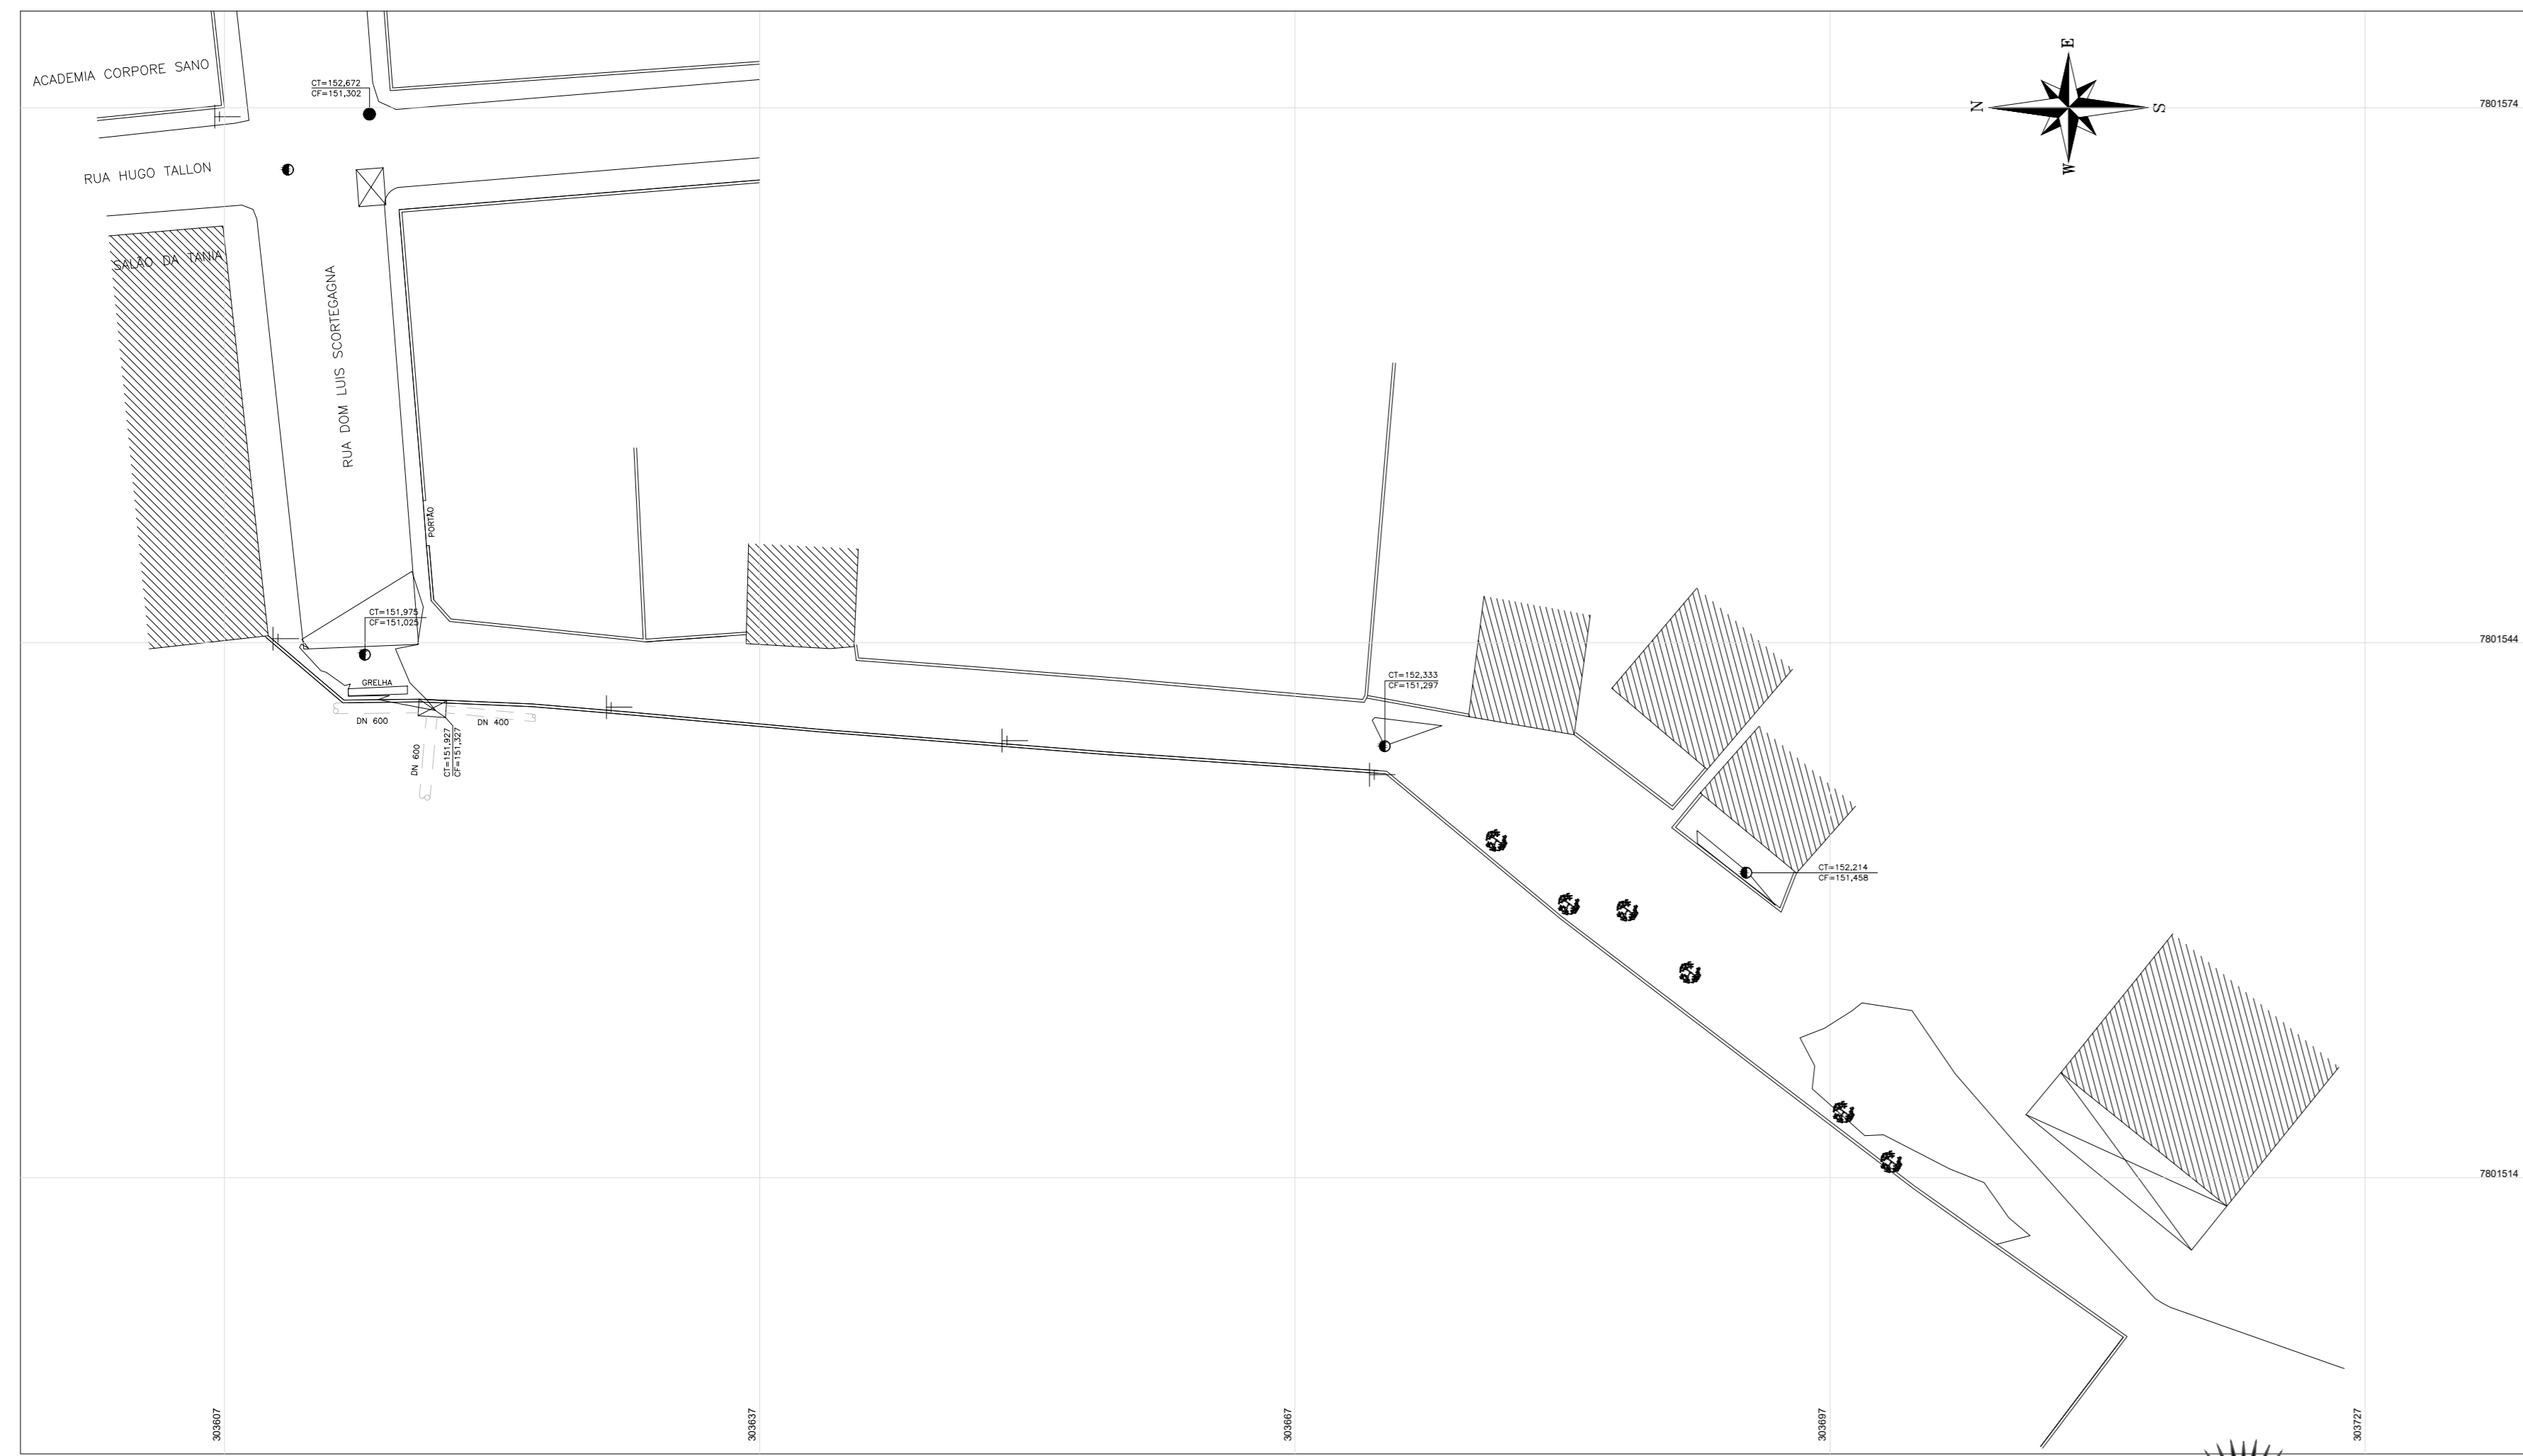 ACADEMIA CORPORE SANO
CT=152,672
CF=151,302
E
N
S
W
7801574
RUA HUGO TALLON
SALÃO DA TANIA
RUA DOM LUIS SCORTEGAGNA
PORTÃO
CT=151,975
CF=151,025
7801544
GRELHA
DN 600
DN 400
DN 600
CT=151,927
CF=151,327
CT=152,333
CF=151,297
CT=152,214
CF=151,458
7801514
303607
303637
303667
303697
303727